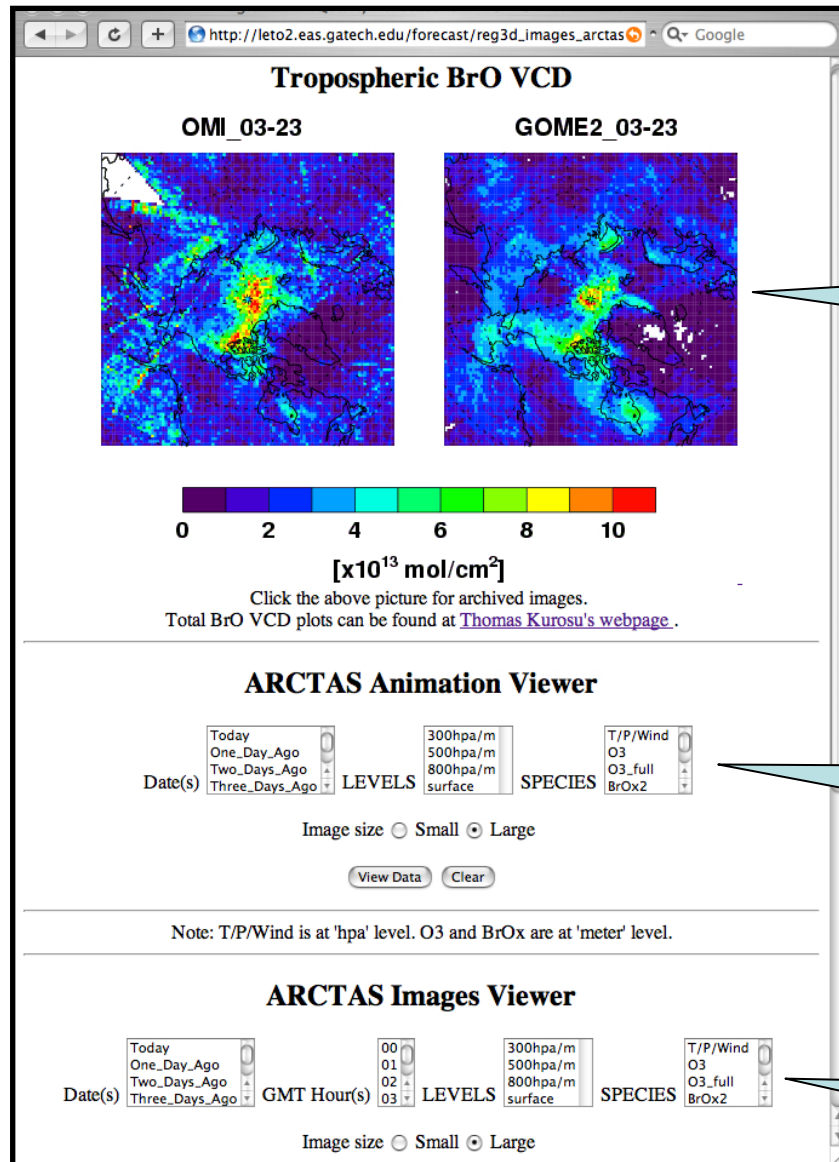 http://leto2.eas.gatech.edu/forecast/reg3d_images_arctas
Google
Tropospheric BrO VCD
OMI_03-23 GOME2_03-23
0 2 4 6 8 10
[x10¹³ mol/cm²]
Click the above picture for archived images.
Total BrO VCD plots can be found at Thomas Kurosu's webpage .
ARCTAS Animation Viewer
Date(s) Today One_Day_Ago Two_Days_Ago Three_Days_Ago LEVELS 300hpa/m 500hpa/m 800hpa/m surface SPECIES T/P/Wind O3 O3_full BrOx2
Image size Small Large
View Data Clear
Note: T/P/Wind is at 'hpa' level. O3 and BrOx are at 'meter' level.
ARCTAS Images Viewer
Date(s) Today One_Day_Ago Two_Days_Ago Three_Days_Ago GMT Hour(s) 00 01 02 03 LEVELS 300hpa/m 500hpa/m 800hpa/m surface SPECIES T/P/Wind O3 O3_full BrOx2
Image size Small Large